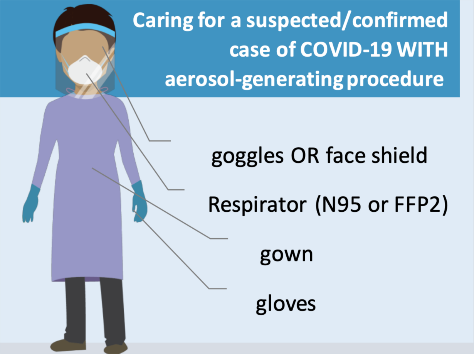 Caring for a suspected/confirmed
case of COVID-19 WITH
aerosol-generating procedure
goggles OR face shield
Respirator (N95 or FFP2)
gown
gloves